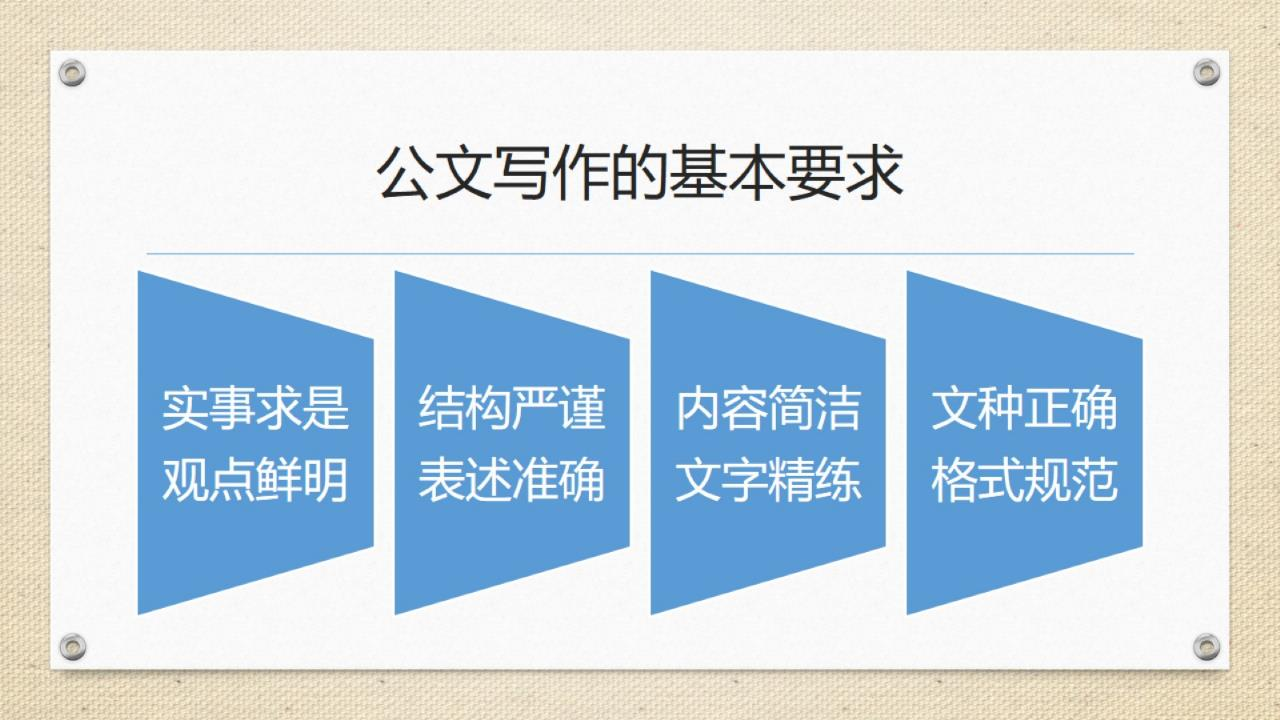 公文写作的基本要求
实事求是
观点鲜明
结构严谨
表述准确
内容简洁
文字精练
文种正确
格式规范